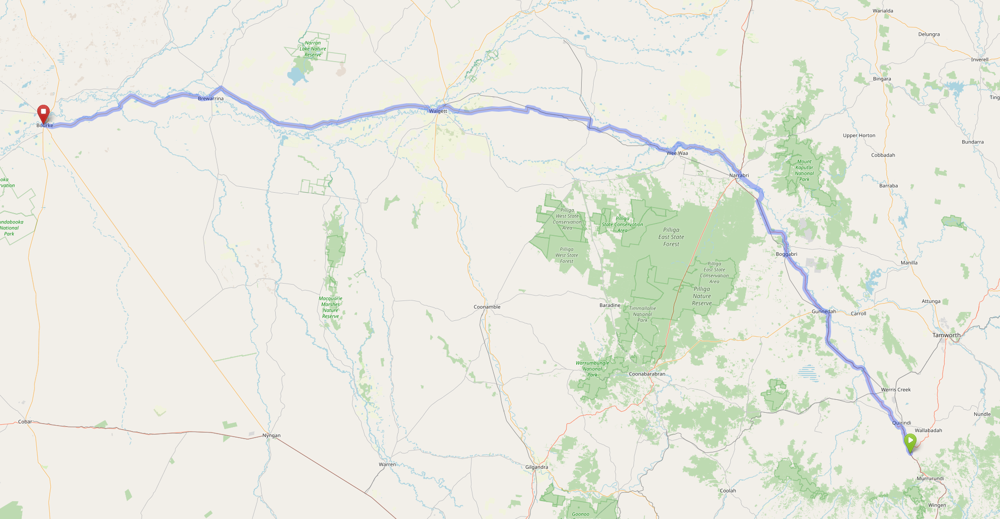 Warialda
Delungra
Narran
Lake Nature
Reserve
Inverell
Bingara
Ting
Brewarrina
Walgett
Bourke
Upper Horton
Bundarra
Wee Waa
Cobbadah
Mount
Kaputar
National
Park
Narrabri
oka
rvation
Barraba
Pilliga
West State
Conservation
Area
Pilliga
State Conservation
Area
undabooka
National
Park
Pilliga
East State
Forest
Pilliga
West State
Forest
Boggabri
Manilla
Pilliga
East State
Conservation
Area
Pilliga
Nature
Reserve
Macquarie
Marshes
Nature
Reserve
Coonamble
Baradine
Timmallallie
National
Park
Attunga
Gunnedah
Carroll
Tamworth
Warrumbungle
National
Park
Coonabarabran
Werris Creek
Nundle
Cobar
Quirindi
Wallabadah
Nyngan
Warren
Gilgandra
Murrurundi
Coolah
Wingen
Goonoo